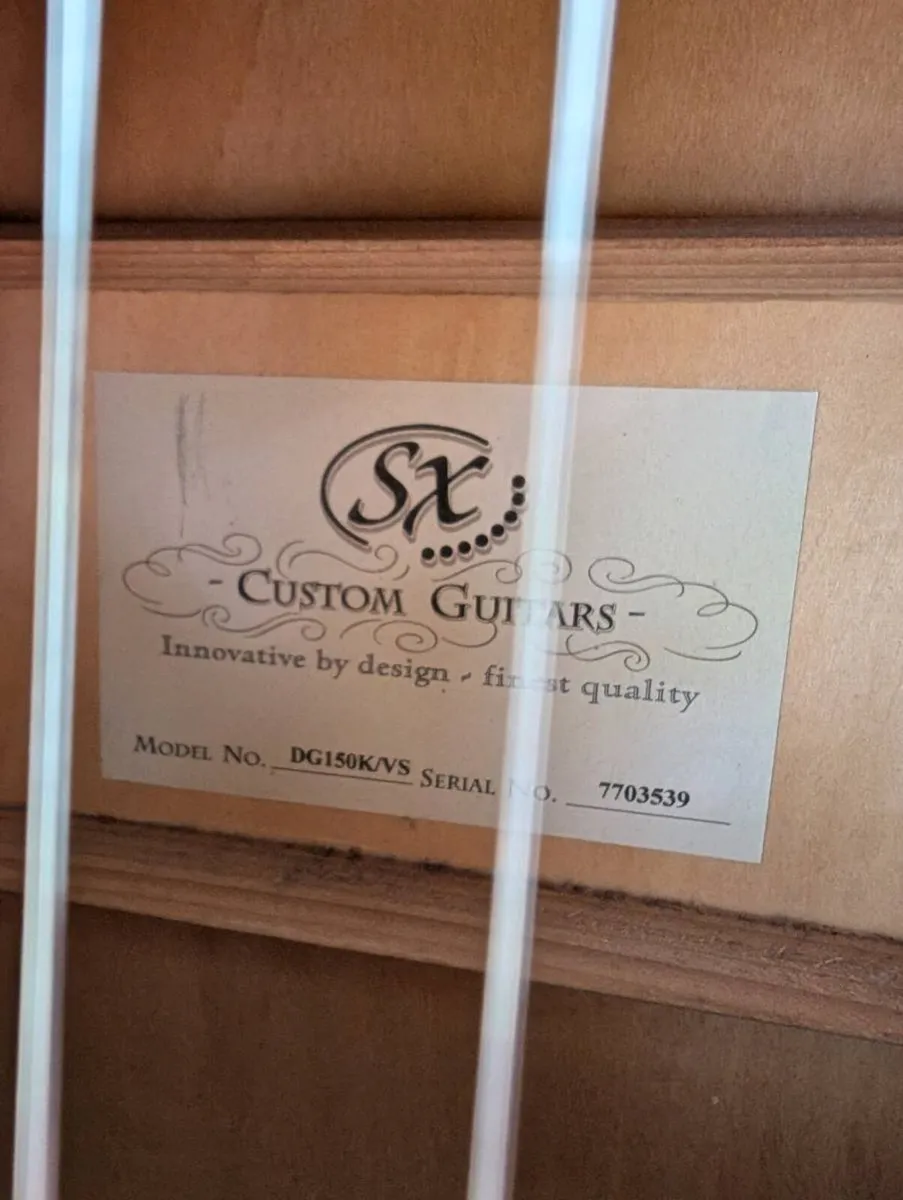 SX
- CUSTOM GUITARS -
Innovative by design - finest quality
MODEL NO. DG150K/VS SERIAL NO. 7703539